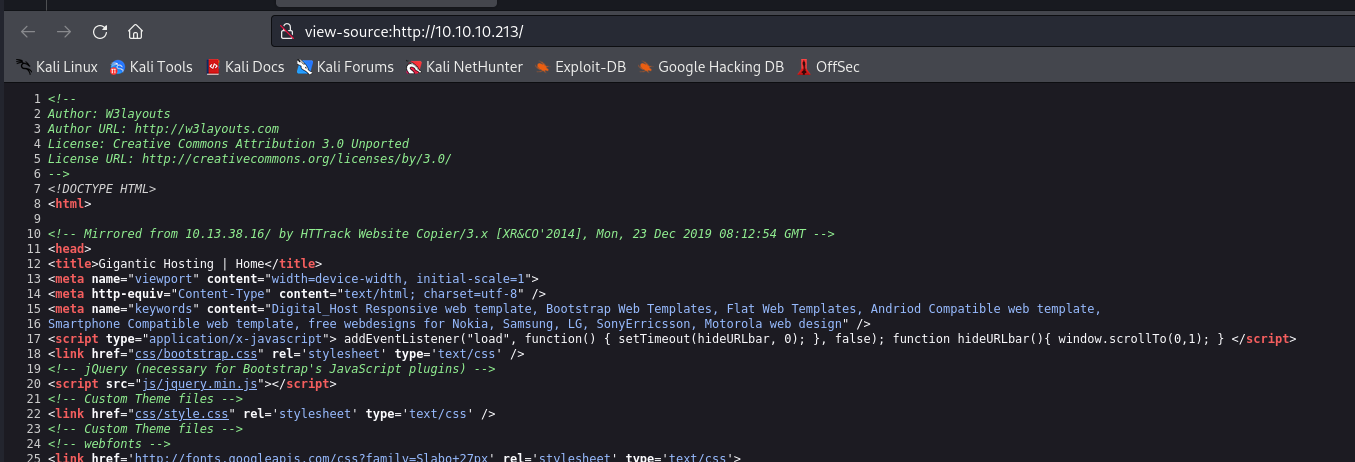 view-source:http://10.10.10.213/
Kali Linux Kali Tools Kali Docs Kali Forums Kali NetHunter Exploit-DB Google Hacking DB OffSec
1 <!--
2 Author: W3layouts
3 Author URL: http://w3layouts.com
4 License: Creative Commons Attribution 3.0 Unported
5 License URL: http://creativecommons.org/licenses/by/3.0/
6 -->
7 <!DOCTYPE HTML>
8 <html>
9
10 <!-- Mirrored from 10.13.38.16/ by HTTrack Website Copier/3.x [XR&CO'2014], Mon, 23 Dec 2019 08:12:54 GMT -->
11 <head>
12 <title>Gigantic Hosting | Home</title>
13 <meta name="viewport" content="width=device-width, initial-scale=1">
14 <meta http-equiv="Content-Type" content="text/html; charset=utf-8" />
15 <meta name="keywords" content="Digital_Host Responsive web template, Bootstrap Web Templates, Flat Web Templates, Andriod Compatible web template,
16 Smartphone Compatible web template, free webdesigns for Nokia, Samsung, LG, SonyErricsson, Motorola web design" />
17 <script type="application/x-javascript"> addEventListener("load", function() { setTimeout(hideURLbar, 0); }, false); function hideURLbar(){ window.scrollTo(0,1); } </script>
18 <link href="css/bootstrap.css" rel='stylesheet' type='text/css' />
19 <!-- jQuery (necessary for Bootstrap's JavaScript plugins) -->
20 <script src="js/jquery.min.js"></script>
21 <!-- Custom Theme files -->
22 <link href="css/style.css" rel='stylesheet' type='text/css' />
23 <!-- Custom Theme files -->
24 <!-- webfonts -->
25 <link href='http://fonts.googleapis.com/css?family=Slabo+27px' rel='stylesheet' type='text/css'>